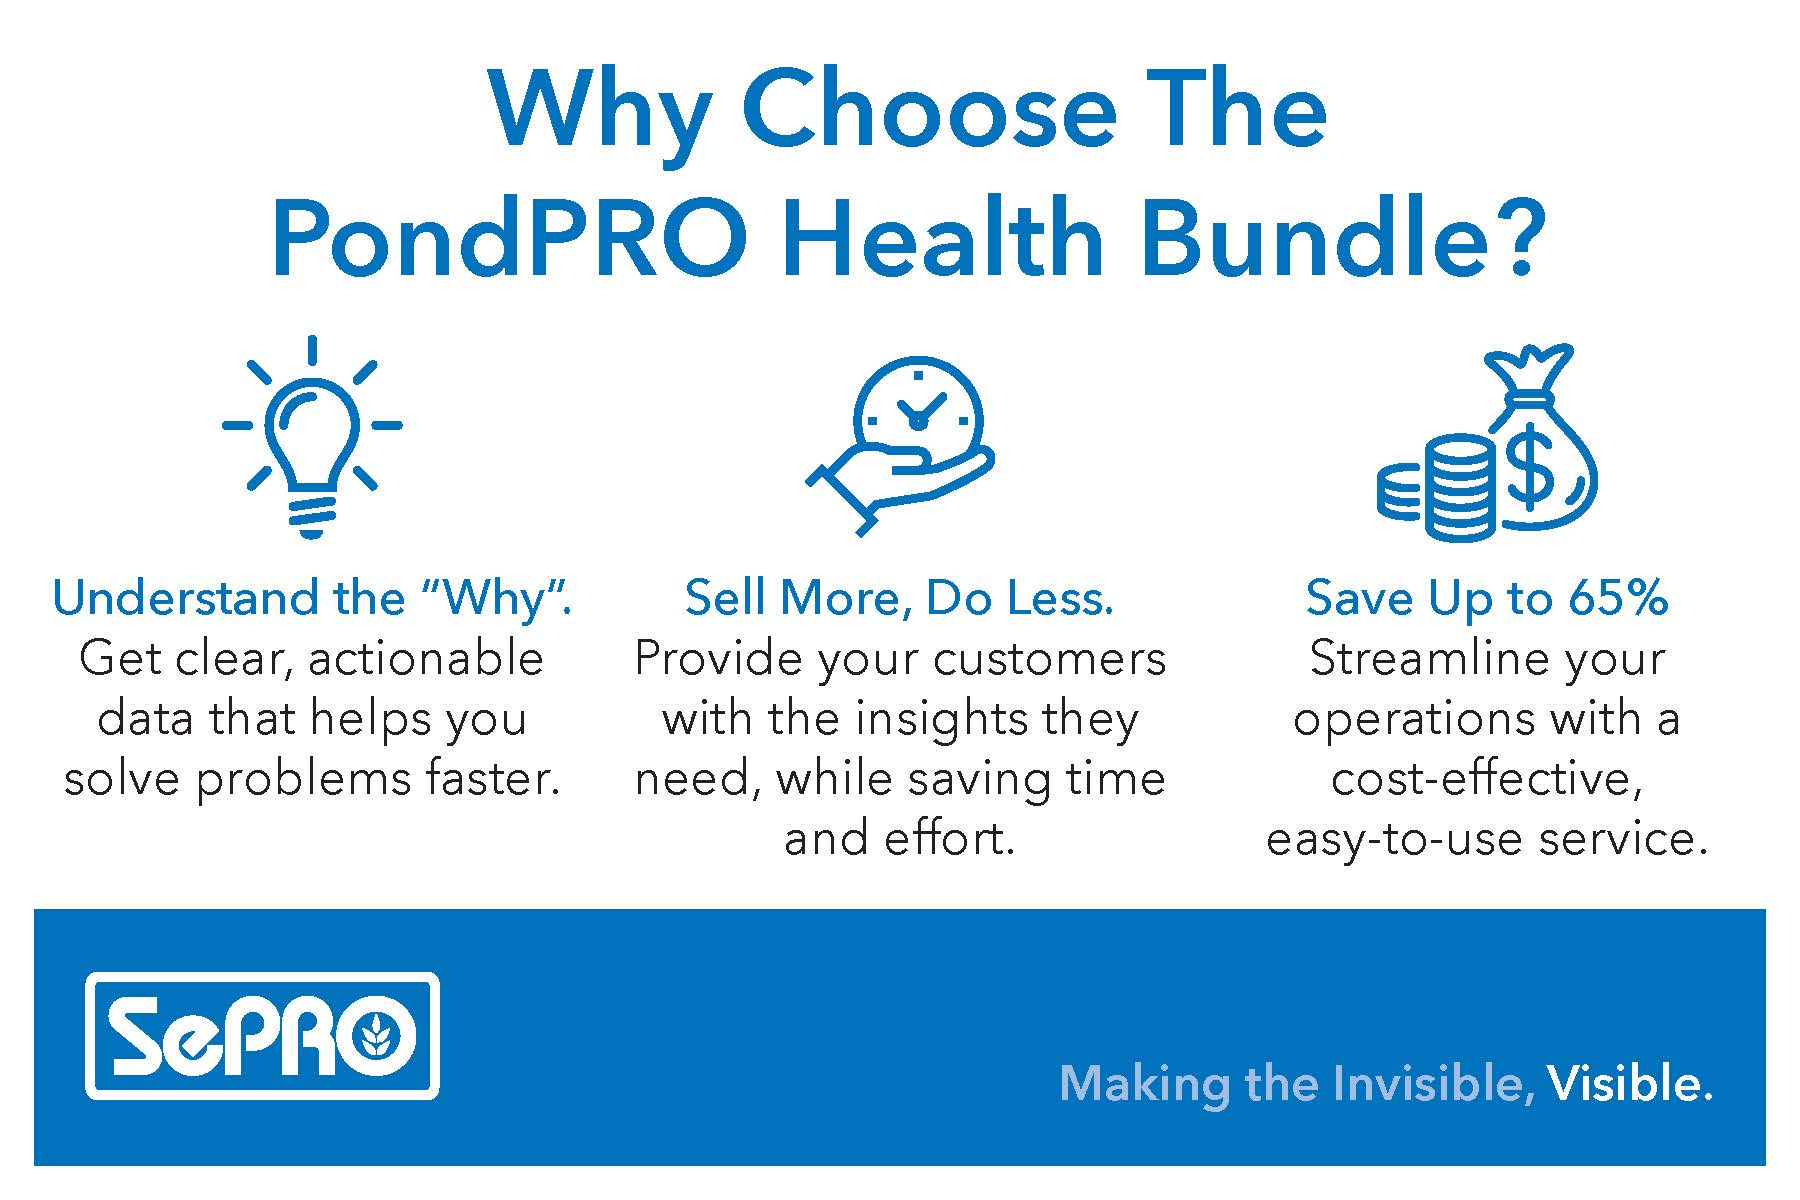 Why Choose The
PondPRO Health Bundle?
Understand the “Why”.
Get clear, actionable
data that helps you
solve problems faster.
Sell More, Do Less.
Provide your customers
with the insights they
need, while saving time
and effort.
Save Up to 65%
Streamline your
operations with a
cost-effective,
easy-to-use service.
SePRO
Making the Invisible, Visible.